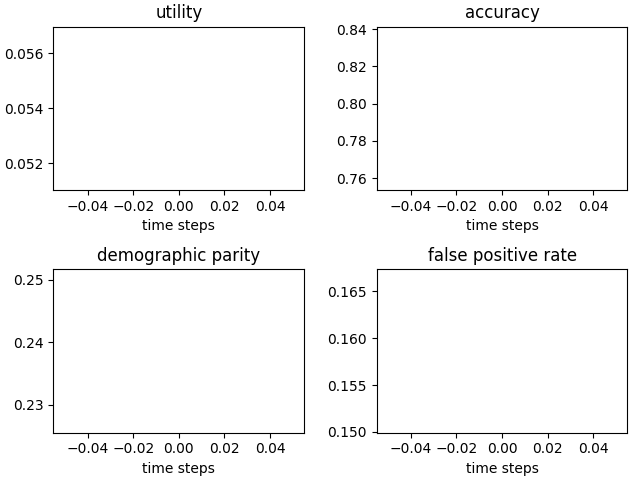 utility
0.056
0.054
0.052
−0.04 −0.02 0.00 0.02 0.04
time steps
accuracy
0.84
0.82
0.80
0.78
0.76
−0.04 −0.02 0.00 0.02 0.04
time steps
demographic parity
0.25
0.24
0.23
−0.04 −0.02 0.00 0.02 0.04
time steps
false positive rate
0.165
0.160
0.155
0.150
−0.04 −0.02 0.00 0.02 0.04
time steps